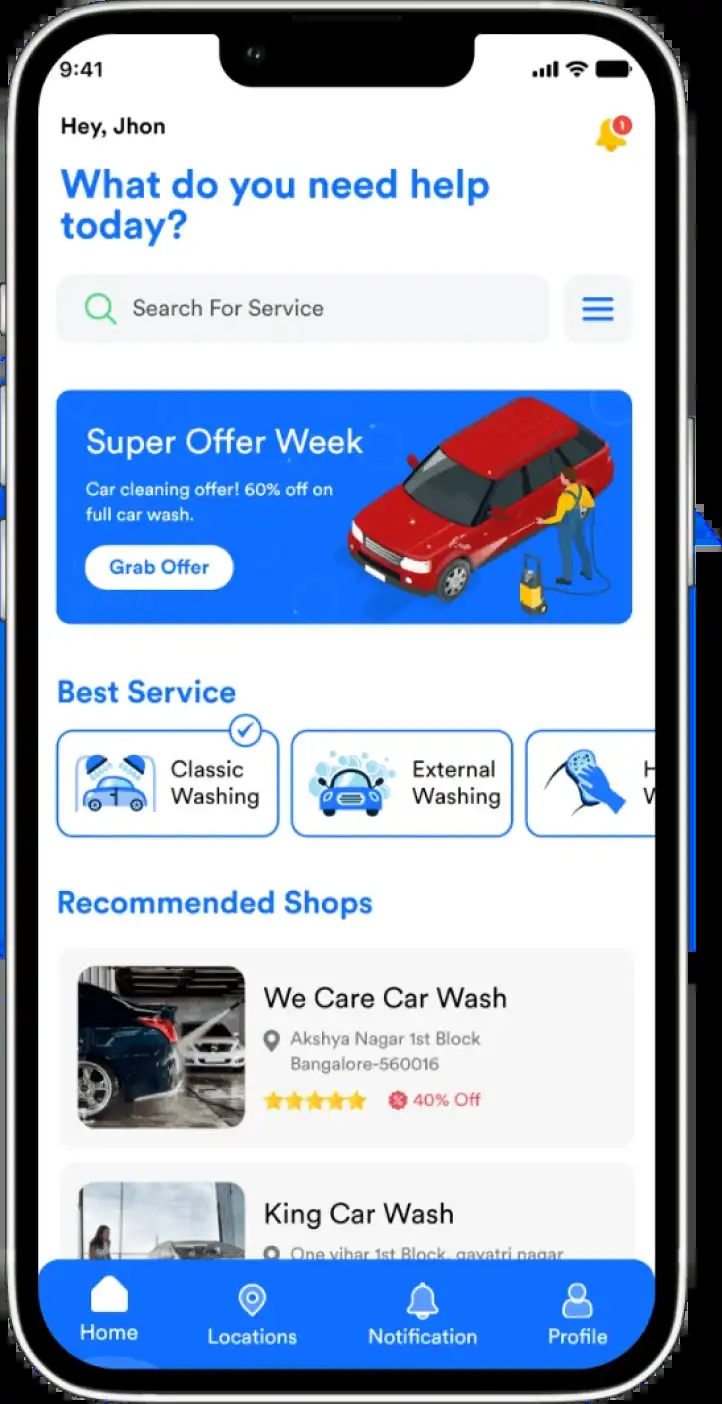 9:41
Hey, Jhon
1
What do you need help
today?
Search For Service
Super Offer Week
Car cleaning offer! 60% off on
full car wash.
Grab Offer
Best Service
Classic
Washing
External
Washing
H
W
Recommended Shops
We Care Car Wash
Akshya Nagar 1st Block
Bangalore-560016
40% Off
King Car Wash
One vihar 1st Block, gayatri nagar
Home
Locations
Notification
Profile